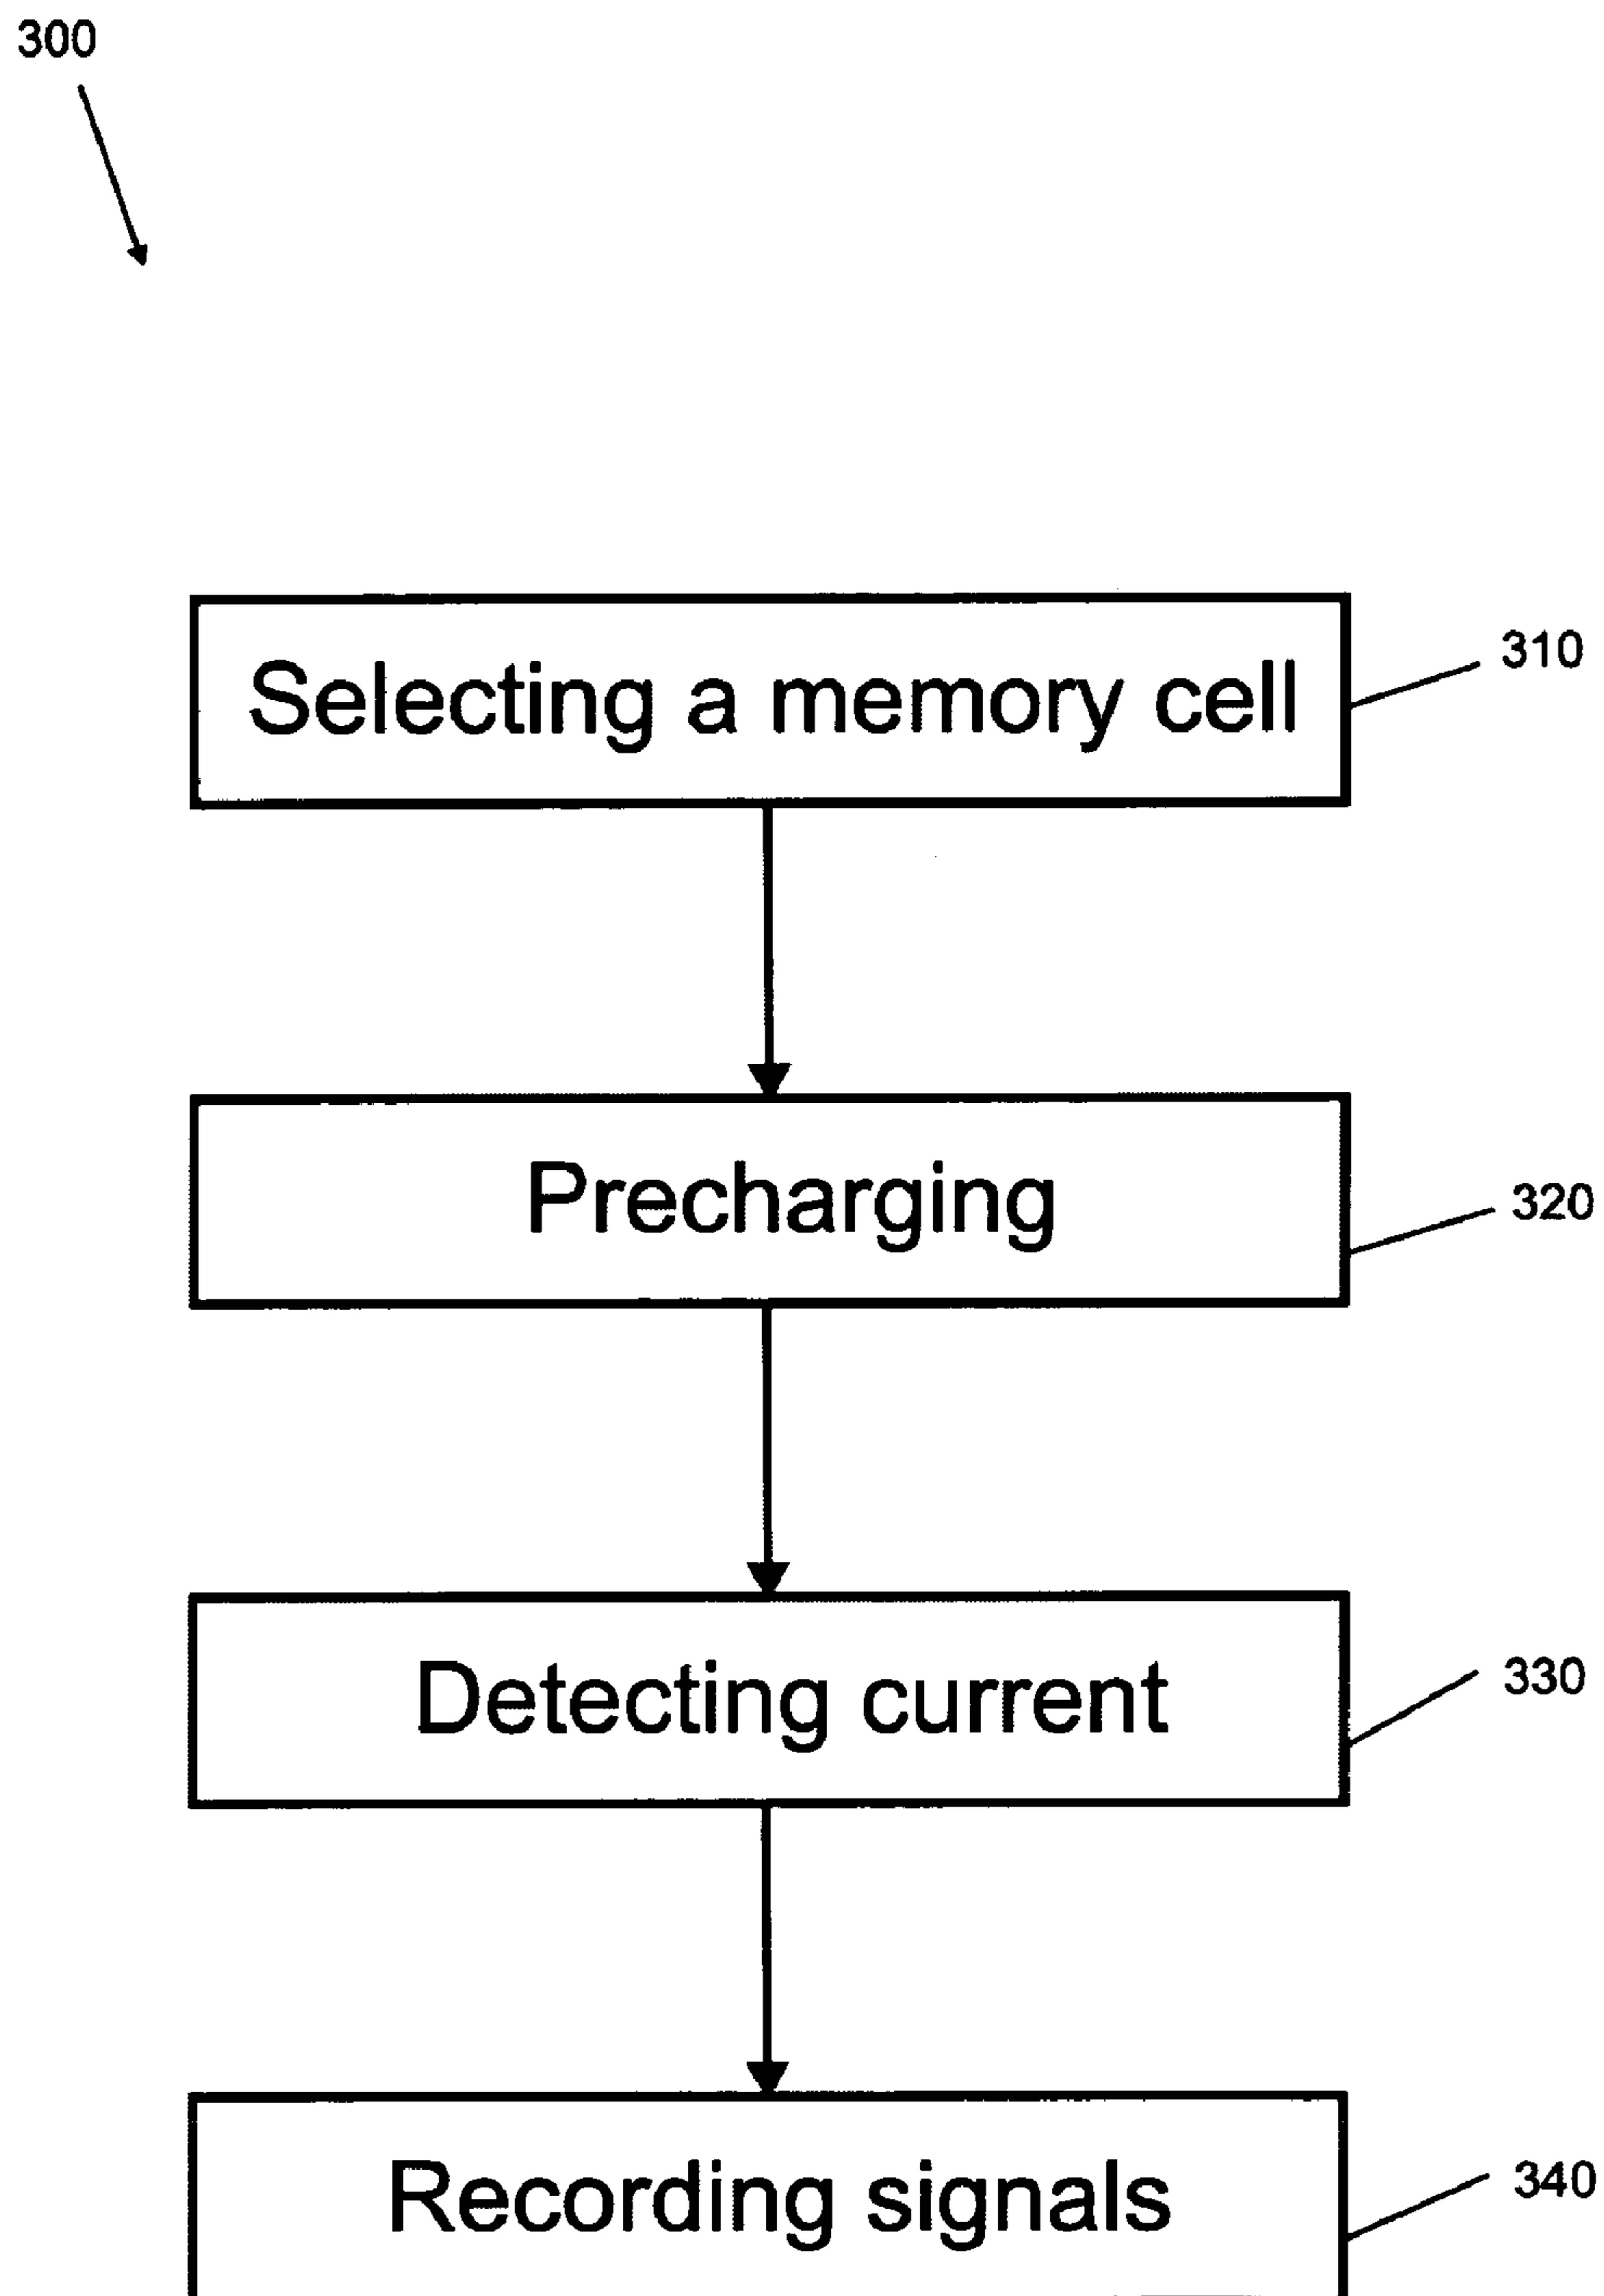 300
Selecting a memory cell
310
Precharging
320
Detecting current
330
Recording signals
340